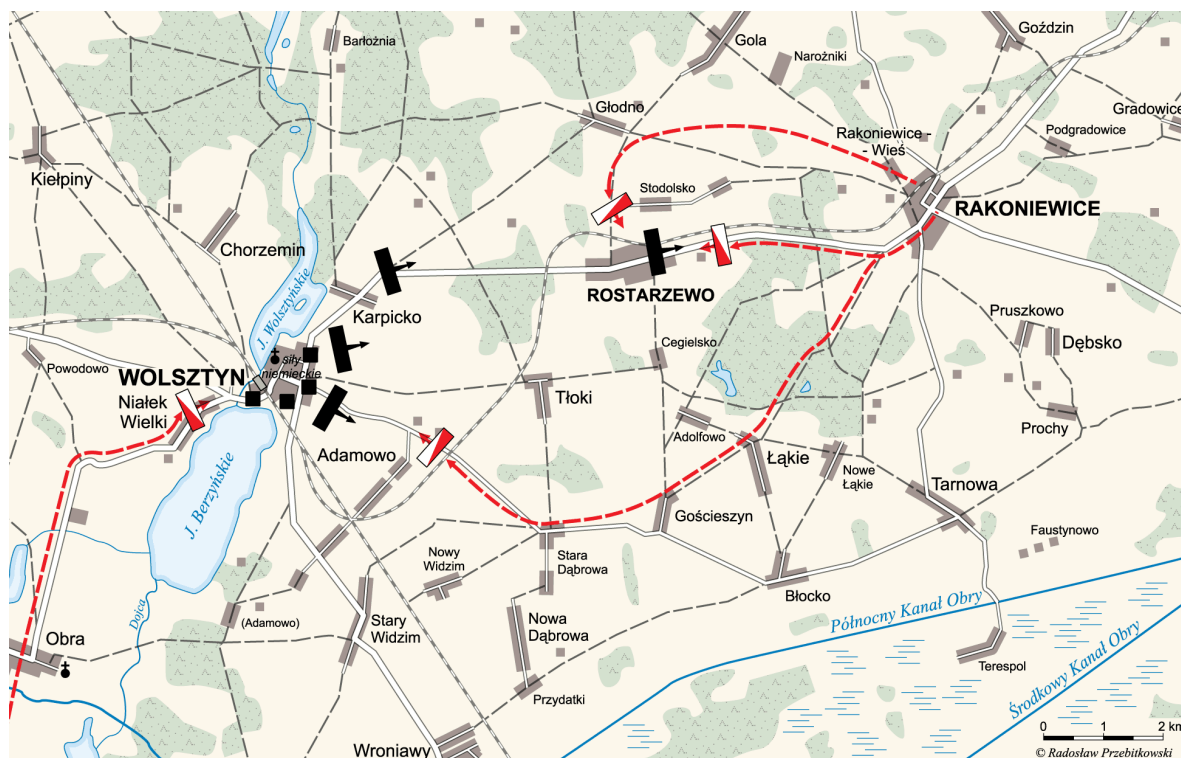 Barłożnia
Gola
Goździn
Narożniki
Głodno
Gradowice
Podgradowice
Rakoniewice -
- Wieś
Kiełpiny
Stodolsko
RAKONIEWICE
Chorzemin
J. Wolsztyńskie
ROSTARZEWO
Karpicko
Pruszkowo
Dębsko
Cegielsko
siły
niemieckie
Powodowo
WOLSZTYN
Niałek
Wielki
Tłoki
Prochy
Adolfowo
Adamowo
Łąkie
Nowe
Łąkie
J. Berzyńskie
Tarnowa
Gościeszyn
Faustynowo
Nowy
Widzim
Stara
Dąbrowa
Błocko
Dojca
(Adamowo)
Stary
Widzim
Nowa
Dąbrowa
Północny Kanał Obry
Obra
Terespol
Środkowy Kanał Obry
Przydatki
Wroniawy
0 1 2 km
© Radosław Przebitkowski